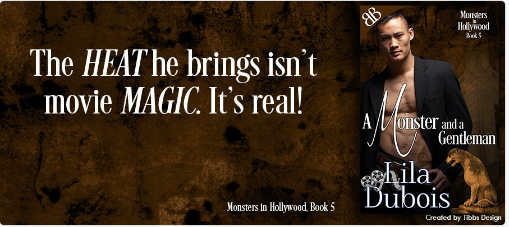 The HEAT he brings isn't
movie MAGIC. It's real!
Monsters in Hollywood, Book 5
BB
Monsters
in
Hollywood
Book 5
A Monster and a
Gentleman
Lila
Dubois
Created by Tibbs Design